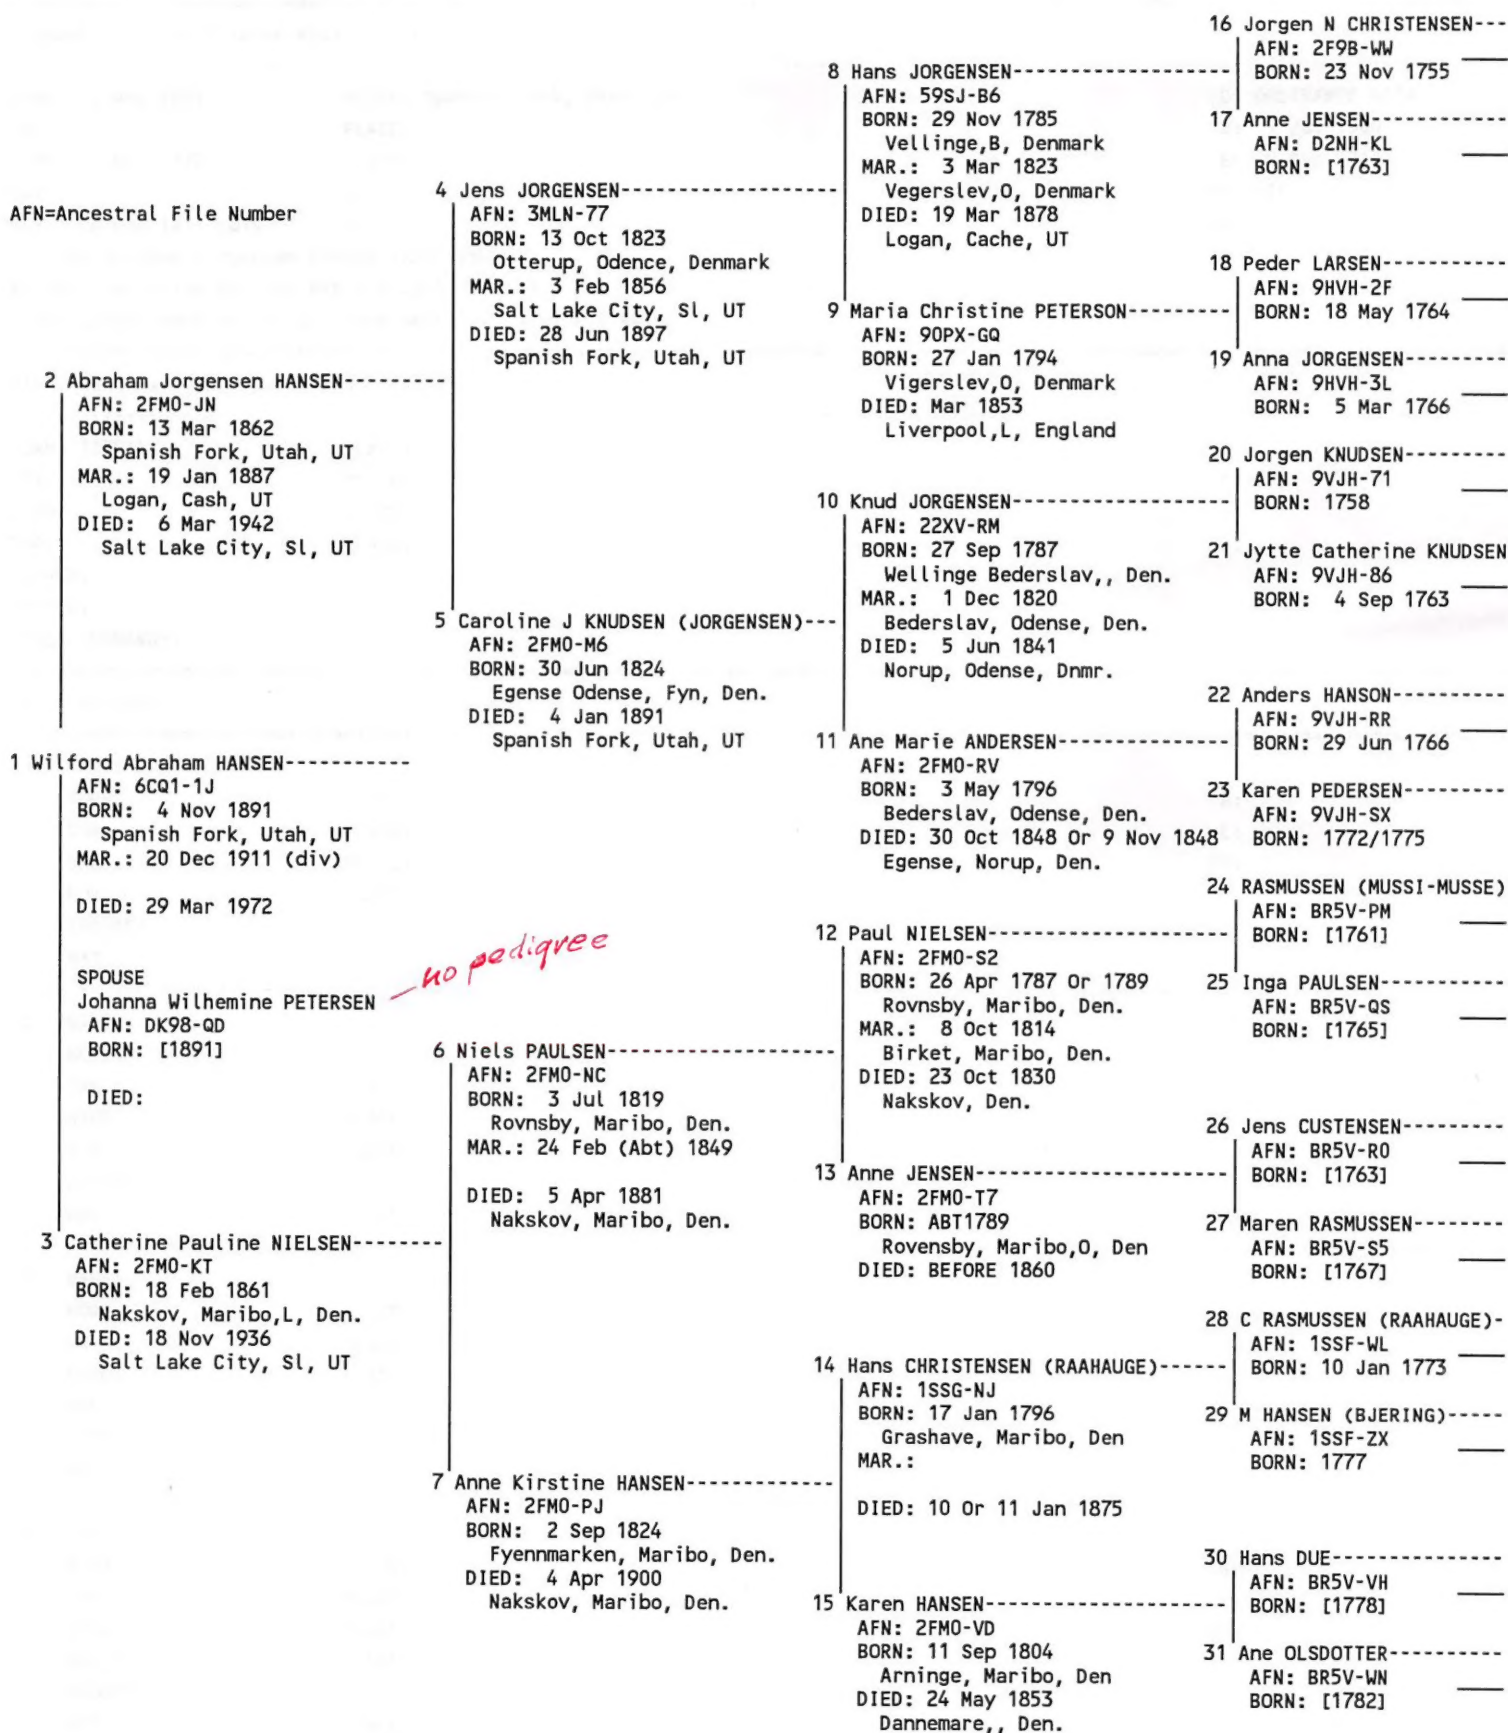 AFN=Ancestral File Number
1 Wilford Abraham HANSEN-----------
AFN: 6CQ1-1J
BORN:  4 Nov 1891
Spanish Fork, Utah, UT
MAR.: 20 Dec 1911 (div)
DIED: 29 Mar 1972
SPOUSE
Johanna Wilhemine PETERSEN
no pedigree
AFN: DK98-QD
BORN: [1891]
DIED:
2 Abraham Jorgensen HANSEN---------
AFN: 2FM0-JN
BORN: 13 Mar 1862
Spanish Fork, Utah, UT
MAR.: 19 Jan 1887
Logan, Cash, UT
DIED:  6 Mar 1942
Salt Lake City, Sl, UT
3 Catherine Pauline NIELSEN--------
AFN: 2FM0-KT
BORN: 18 Feb 1861
Nakskov, Maribo,L, Den.
DIED: 18 Nov 1936
Salt Lake City, Sl, UT
4 Jens JORGENSEN------------------
AFN: 3MLN-77
BORN: 13 Oct 1823
Otterup, Odence, Denmark
MAR.:  3 Feb 1856
Salt Lake City, Sl, UT
DIED: 28 Jun 1897
Spanish Fork, Utah, UT
5 Caroline J KNUDSEN (JORGENSEN)---
AFN: 2FM0-M6
BORN: 30 Jun 1824
Egense Odense, Fyn, Den.
DIED:  4 Jan 1891
Spanish Fork, Utah, UT
6 Niels PAULSEN-------------------
AFN: 2FM0-NC
BORN:  3 Jul 1819
Rovnsby, Maribo, Den.
MAR.: 24 Feb (Abt) 1849
DIED:  5 Apr 1881
Nakskov, Maribo, Den.
7 Anne Kirstine HANSEN------------
AFN: 2FM0-PJ
BORN:  2 Sep 1824
Fyennmarken, Maribo, Den.
DIED:  4 Apr 1900
Nakskov, Maribo, Den.
8 Hans JORGENSEN------------------
AFN: 59SJ-B6
BORN: 29 Nov 1785
Vellinge,B, Denmark
MAR.:  3 Mar 1823
Vegerslev,O, Denmark
DIED: 19 Mar 1878
Logan, Cache, UT
9 Maria Christine PETERSON--------
AFN: 90PX-GQ
BORN: 27 Jan 1794
Vigerslev,O, Denmark
DIED: Mar 1853
Liverpool,L, England
10 Knud JORGENSEN------------------
AFN: 22XV-RM
BORN: 27 Sep 1787
Wellinge Bederslav,, Den.
MAR.:  1 Dec 1820
Bederslav, Odense, Den.
DIED:  5 Jun 1841
Norup, Odense, Dnmr.
11 Ane Marie ANDERSEN--------------
AFN: 2FM0-RV
BORN:  3 May 1796
Bederslav, Odense, Den.
DIED: 30 Oct 1848 Or 9 Nov 1848
Egense, Norup, Den.
12 Paul NIELSEN--------------------
AFN: 2FM0-S2
BORN: 26 Apr 1787 Or 1789
Rovnsby, Maribo, Den.
MAR.:  8 Oct 1814
Birket, Maribo, Den.
DIED: 23 Oct 1830
Nakskov, Den.
13 Anne JENSEN---------------------
AFN: 2FM0-T7
BORN: ABT1789
Rovensby, Maribo,O, Den
DIED: BEFORE 1860
14 Hans CHRISTENSEN (RAAHAUGE)------
AFN: 1SSG-NJ
BORN: 17 Jan 1796
Grashave, Maribo, Den
MAR.:
DIED: 10 Or 11 Jan 1875
15 Karen HANSEN--------------------
AFN: 2FM0-VD
BORN: 11 Sep 1804
Arninge, Maribo, Den
DIED: 24 May 1853
Dannemare,, Den.
16 Jorgen N CHRISTENSEN---
AFN: 2F9B-WW
BORN: 23 Nov 1755
17 Anne JENSEN-----------
AFN: D2NH-KL
BORN: [1763]
18 Peder LARSEN----------
AFN: 9HVH-2F
BORN: 18 May 1764
19 Anna JORGENSEN--------
AFN: 9HVH-3L
BORN:  5 Mar 1766
20 Jorgen KNUDSEN--------
AFN: 9VJH-71
BORN: 1758
21 Jytte Catherine KNUDSEN
AFN: 9VJH-86
BORN:  4 Sep 1763
22 Anders HANSON---------
AFN: 9VJH-RR
BORN: 29 Jun 1766
23 Karen PEDERSEN--------
AFN: 9VJH-SX
BORN: 1772/1775
24 RASMUSSEN (MUSSI-MUSSE)
AFN: BR5V-PM
BORN: [1761]
25 Inga PAULSEN----------
AFN: BR5V-QS
BORN: [1765]
26 Jens CUSTENSEN--------
AFN: BR5V-R0
BORN: [1763]
27 Maren RASMUSSEN-------
AFN: BR5V-S5
BORN: [1767]
28 C RASMUSSEN (RAAHAUGE)-
AFN: 1SSF-WL
BORN: 10 Jan 1773
29 M HANSEN (BJERING)-----
AFN: 1SSF-ZX
BORN: 1777
30 Hans DUE--------------
AFN: BR5V-VH
BORN: [1778]
31 Ane OLSDOTTER---------
AFN: BR5V-WN
BORN: [1782]